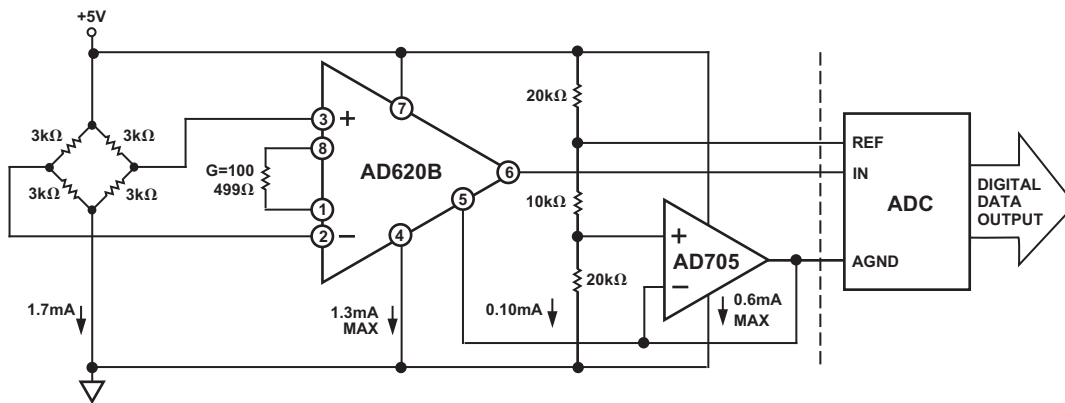 +5V
3kΩ
3kΩ
3kΩ
3kΩ
1.7mA
G=100
499Ω
3
+
8
1
2
–
7
AD620B
6
5
4
1.3mA
MAX
20kΩ
10kΩ
20kΩ
0.10mA
+
AD705
–
0.6mA
MAX
REF
IN
ADC
AGND
DIGITAL
DATA
OUTPUT